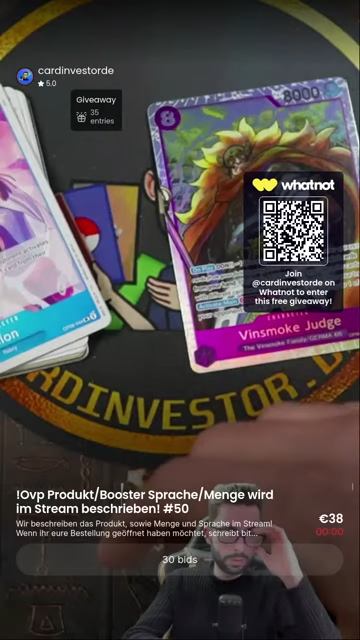 cardinvestorde
★ 5.0
Giveaway
35
entries
8000
8
whatnot
Join
@cardinvestorde on
Whatnot to enter
this free giveaway!
Vinsmoke Judge
The Vinsmoke Family/GERMA 66
RDINVESTOR.D
!Ovp Produkt/Booster Sprache/Menge wird
im Stream beschrieben! #50
Wir beschreiben das Produkt, sowie Menge und Sprache im Stream!
Wenn ihr eure Bestellung geöffnet haben möchtet, schreibt bit...
€38
00:00
30 bids